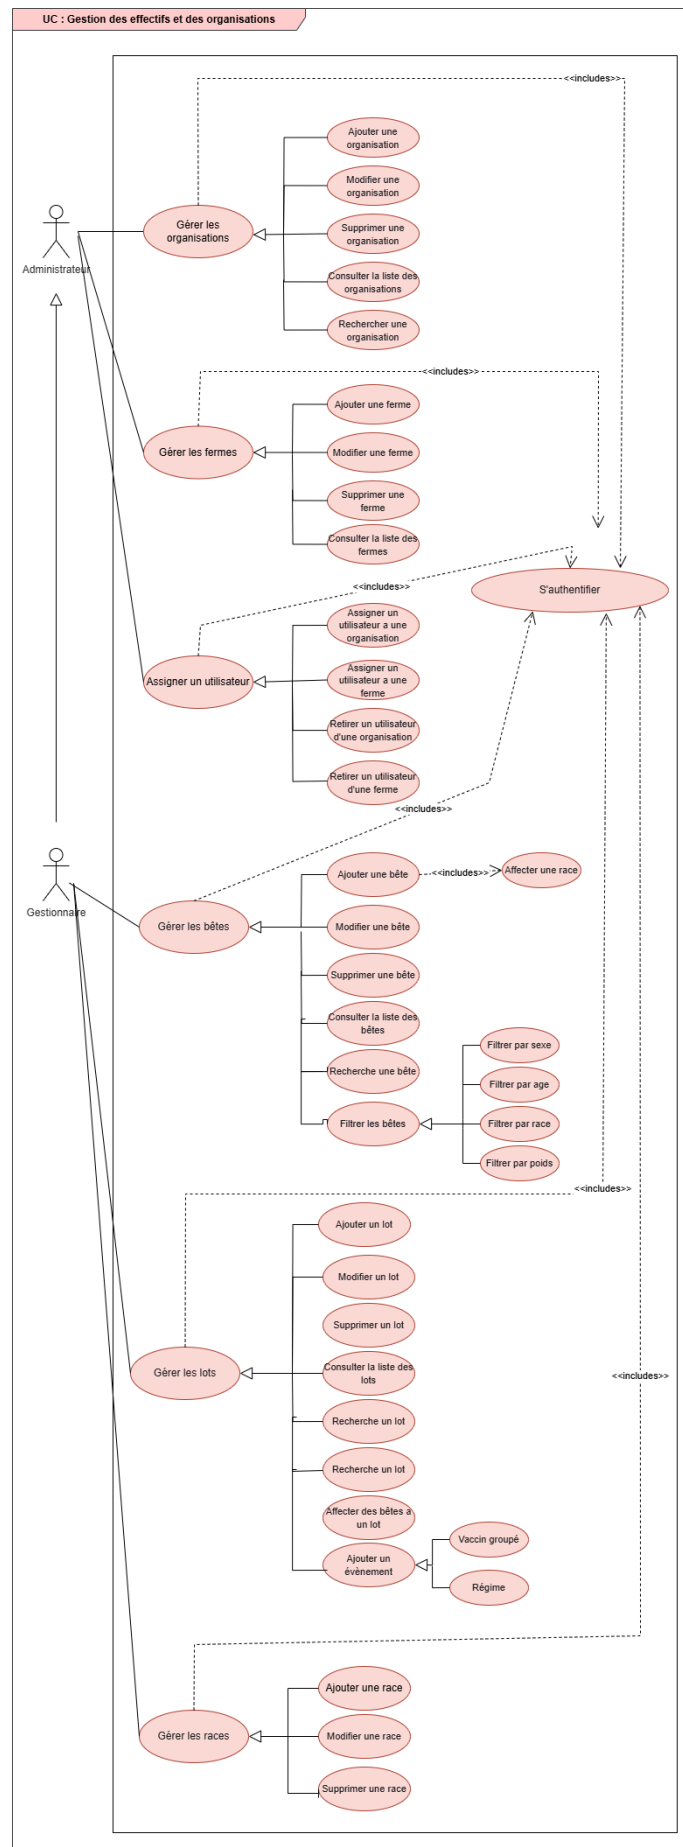 UC : Gestion des effectifs et des organisations
<<includes>>
Ajouter une
organisation
Modifier une
organisation
Gérer les
organisations
Supprimer une
organisation
Administrateur
Consulter la liste des
organisations
Rechercher une
organisation
<<includes>>
Ajouter une ferme
Gérer les fermes
Modifier une ferme
Supprimer une
ferme
Consulter la liste des
fermes
<<includes>>
S'authentifier
Assigner un
utilisateur a une
organisation
Assigner un utilisateur
Assigner un
utilisateur a une
ferme
Retirer un utilisateur
d'une organisation
Retirer un utilisateur
d'une ferme
<<includes>>
Ajouter une bête
<<includes>>
Affecter une race
Gestionnaire
Gérer les bêtes
Modifier une bête
Supprimer une bête
Consulter la liste des
bêtes
Filtrer par sexe
Recherche une bête
Filtrer par age
Filtrer les bêtes
Filtrer par race
Filtrer par poids
<<includes>>
Ajouter un lot
Modifier un lot
Supprimer un lot
Gérer les lots
Consulter la liste des
lots
<<includes>>
Recherche un lot
Recherche un lot
Affecter des bêtes a
un lot
Vaccin groupé
Ajouter un
évènement
Régime
Ajouter une race
Gérer les races
Modifier une race
Supprimer une race